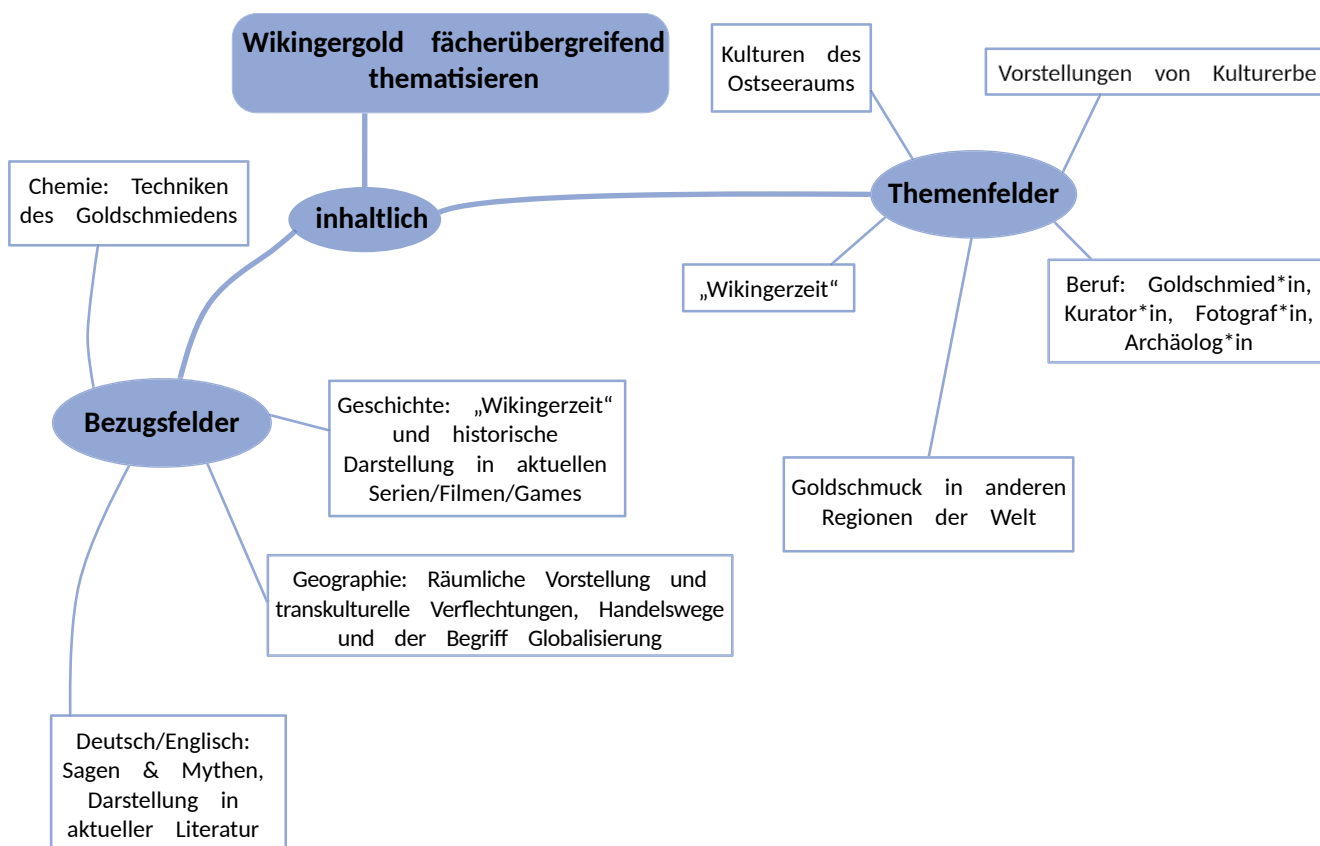 Wikingergold fächerübergreifend
thematisieren
Kulturen des
Ostseeraums
Vorstellungen von Kulturerbe
Chemie: Techniken
des Goldschmiedens
inhaltlich
Themenfelder
„Wikingerzeit“
Beruf: Goldschmied*in,
Kurator*in, Fotograf*in,
Archäolog*in
Bezugsfelder
Geschichte: „Wikingerzeit“
und historische
Darstellung in aktuellen
Serien/Filmen/Games
Goldschmuck in anderen
Regionen der Welt
Geographie: Räumliche Vorstellung und
transkulturelle Verflechtungen, Handelswege
und der Begriff Globalisierung
Deutsch/Englisch:
Sagen & Mythen,
Darstellung in
aktueller Literatur